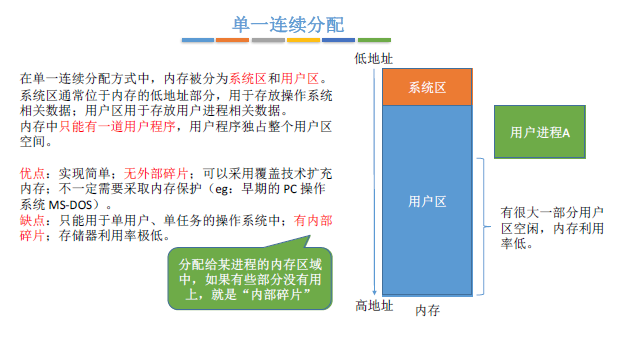 单一连续分配
在单一连续分配方式中，内存被分为系统区和用户区。
系统区通常位于内存的低地址部分，用于存放操作系统
相关数据；用户区用于存放用户进程相关数据。
内存中只能有一道用户程序，用户程序独占整个用户区
空间。
优点：实现简单；无外部碎片；可以采用覆盖技术扩充
内存；不一定需要采取内存保护（eg：早期的 PC 操作
系统 MS-DOS）。
缺点：只能用于单用户、单任务的操作系统中；有内部
碎片；存储器利用率极低。
分配给某进程的内存区域
中，如果有些部分没有用
上，就是“内部碎片”
低地址
系统区
用户区
高地址
内存
用户进程A
有很大一部分用户
区空闲，内存利用
率低。